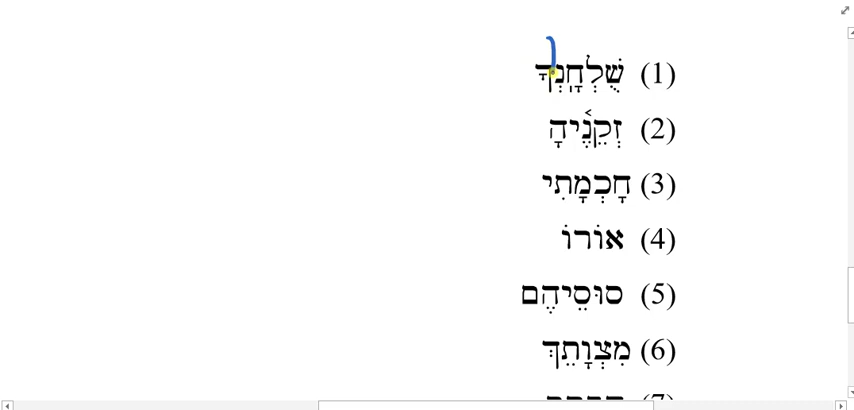 (1) שֻׁלְחָֽנְךָ
(2) זְקֵנֶ֫יהָ
(3) חָכְמָתִי
(4) אוֹרוֹ
(5) סוּסֵיהֶם
(6) מִצְוָתֵךְ